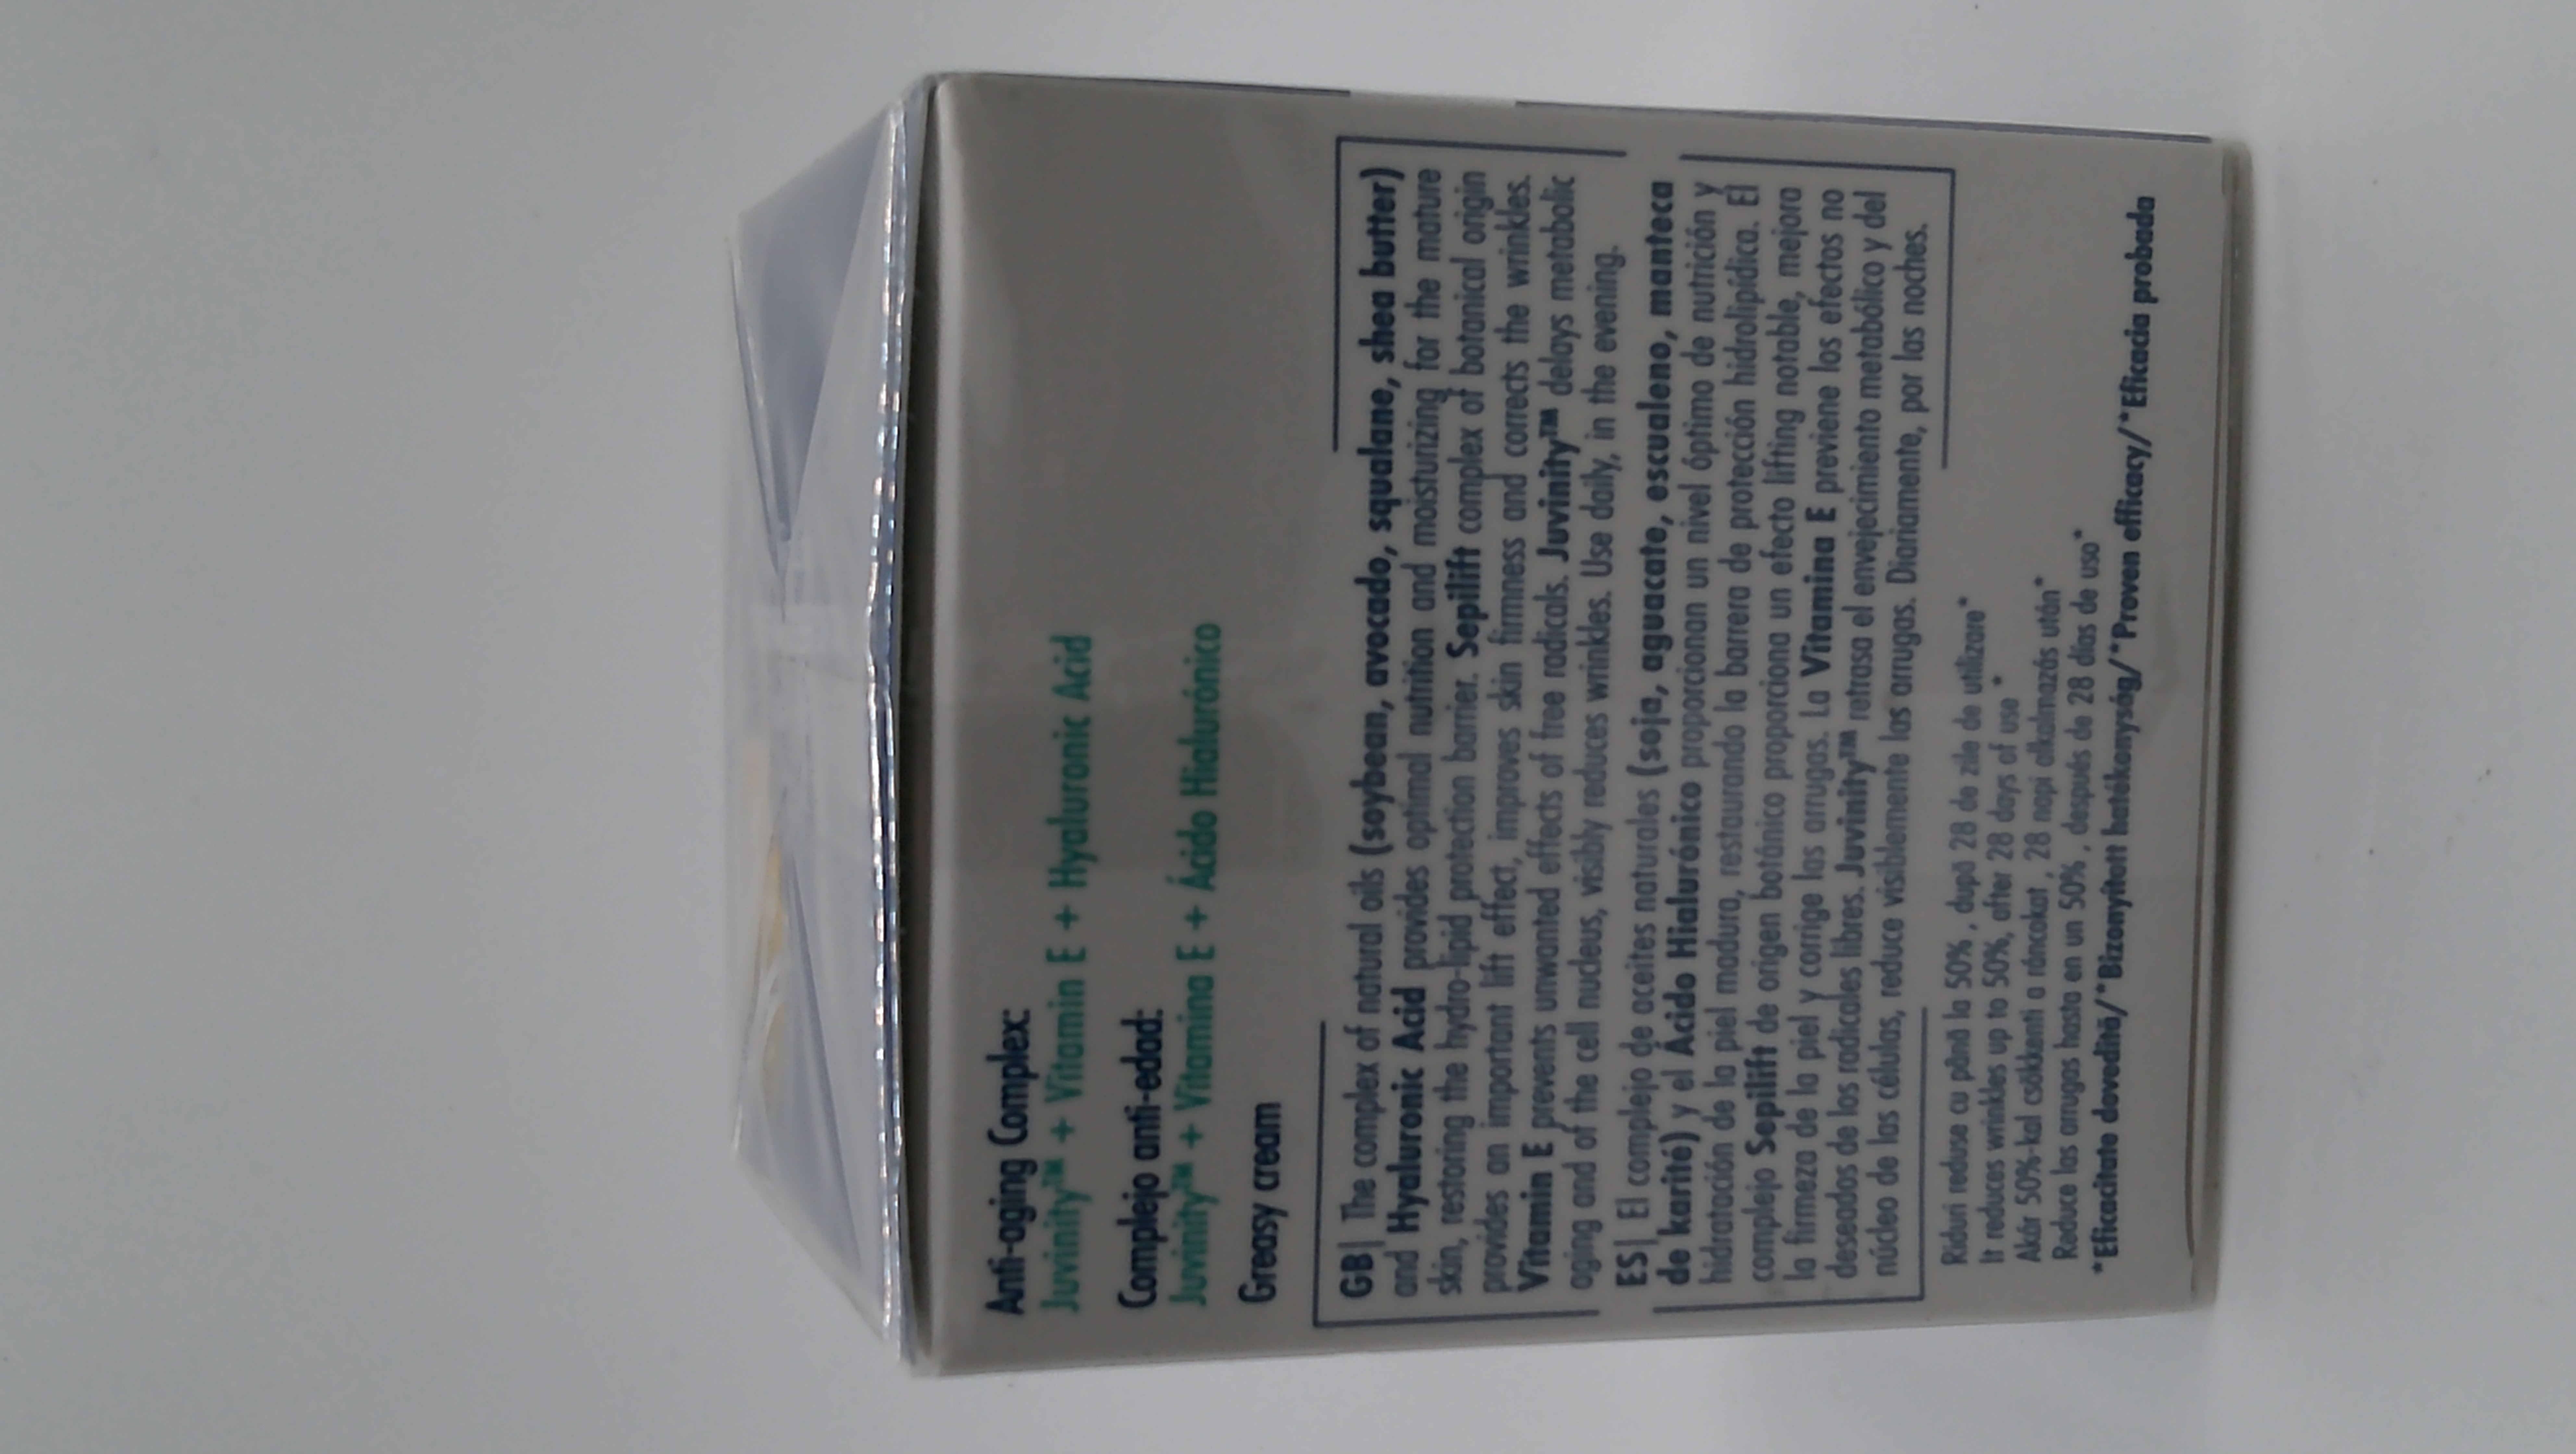 Anti-aging Complex:
Juvinity™ + Vitamin E + Hyaluronic Acid
Complejo anti-edad:
Juvinity™ + Vitamina E + Ácido Hialurónico
Greasy cream
GB| The complex of natural oils (soybean, avocado, squalane, shea butter)
and Hyaluronic Acid provides optimal nutrition and moisturizing for the mature
skin, restoring the hydro-lipid protection barrier. Sepilift complex of botanical origin
provides an important lift effect, improves skin firmness and corrects the wrinkles.
Vitamin E prevents unwanted effects of free radicals. Juvinity™ delays metabolic
aging and of the cell nucleus, visibly reduces wrinkles. Use daily, in the evening.
ES| El complejo de aceites naturales (soja, aguacate, escualeno, manteca
de karité) y el Ácido Hialurónico proporcionan un nivel óptimo de nutrición y
hidratación de la piel madura, restaurando la barrera de protección hidrolipídica. El
complejo Sepilift de origen botánico proporciona un efecto lifting notable, mejora
la firmeza de la piel y corrige las arrugas. La Vitamina E previene los efectos no
deseados de los radicales libres. Juvinity™ retrasa el envejecimiento metabólico y del
núcleo de las células, reduce visiblemente las arrugas. Diariamente, por las noches.
Riduri reduse cu până la 50% , după 28 de zile de utilizare*
It reduces wrinkles up to 50%, after 28 days of use*
Akár 50%-kal csökkenti a ráncokat , 28 napi alkalmazás után*
Reduce las arrugas hasta en un 50% , después de 28 días de uso*
*Eficacitate dovedită/*Bizonyított hatékonyság/*Proven efficacy/*Eficacia probada